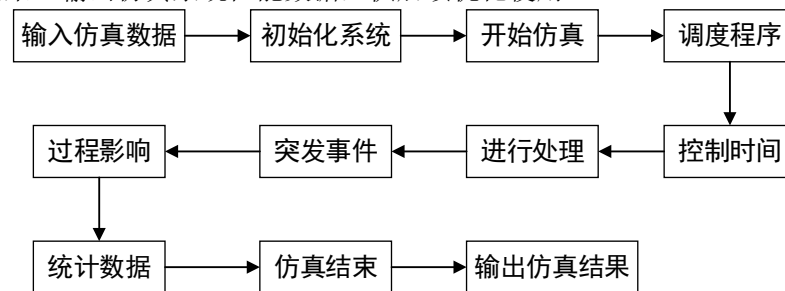 输入仿真数据
初始化系统
开始仿真
调度程序
控制时间
进行处理
突发事件
过程影响
统计数据
仿真结束
输出仿真结果